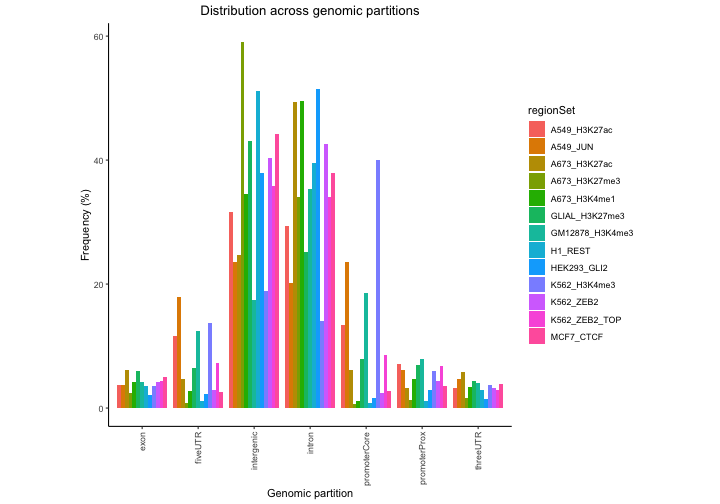 Distribution across genomic partitions
Frequency (%)
60
40
20
0
exon
fiveUTR
intergenic
intron
promoterCore
promoterProx
threeUTR
Genomic partition
regionSet
A549_H3K27ac
A549_JUN
A673_H3K27ac
A673_H3K27me3
A673_H3K4me1
GLIAL_H3K27me3
GM12878_H3K4me3
H1_REST
HEK293_GLI2
K562_H3K4me3
K562_ZEB2
K562_ZEB2_TOP
MCF7_CTCF